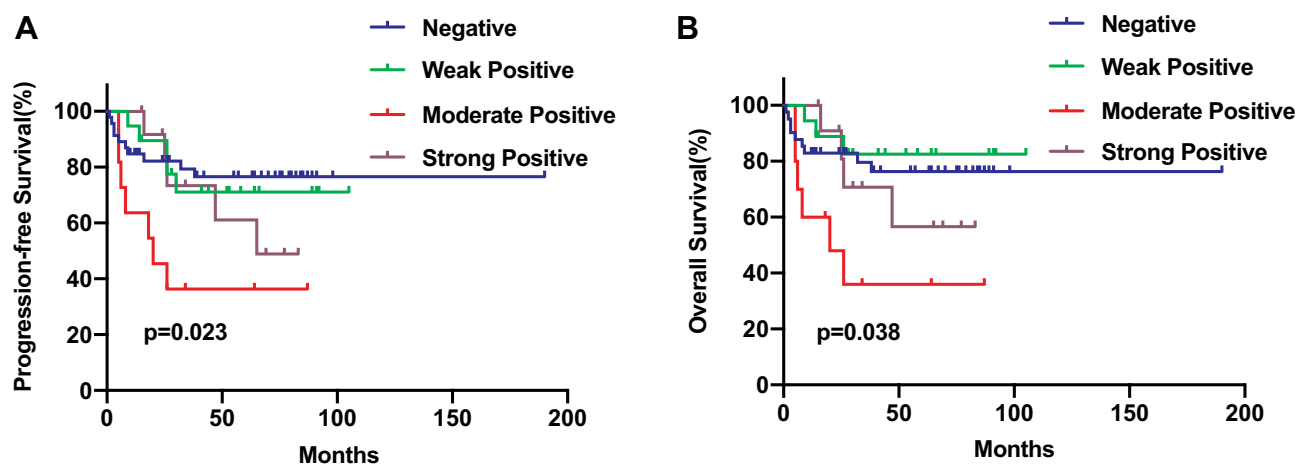 A
Negative
Weak Positive
Moderate Positive
Strong Positive
Progression-free Survival(%)
100
80
60
40
20
0
p=0.023
0 50 100 150 200
Months
B
Negative
Weak Positive
Moderate Positive
Strong Positive
Overall Survival(%)
100
80
60
40
20
0
p=0.038
0 50 100 150 200
Months